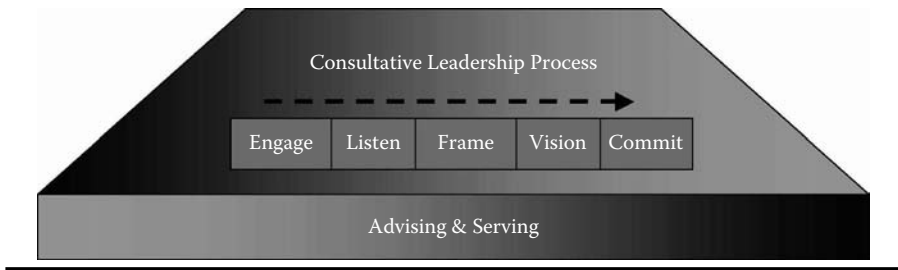 Consultative Leadership Process
Engage Listen Frame Vision Commit
Advising & Serving